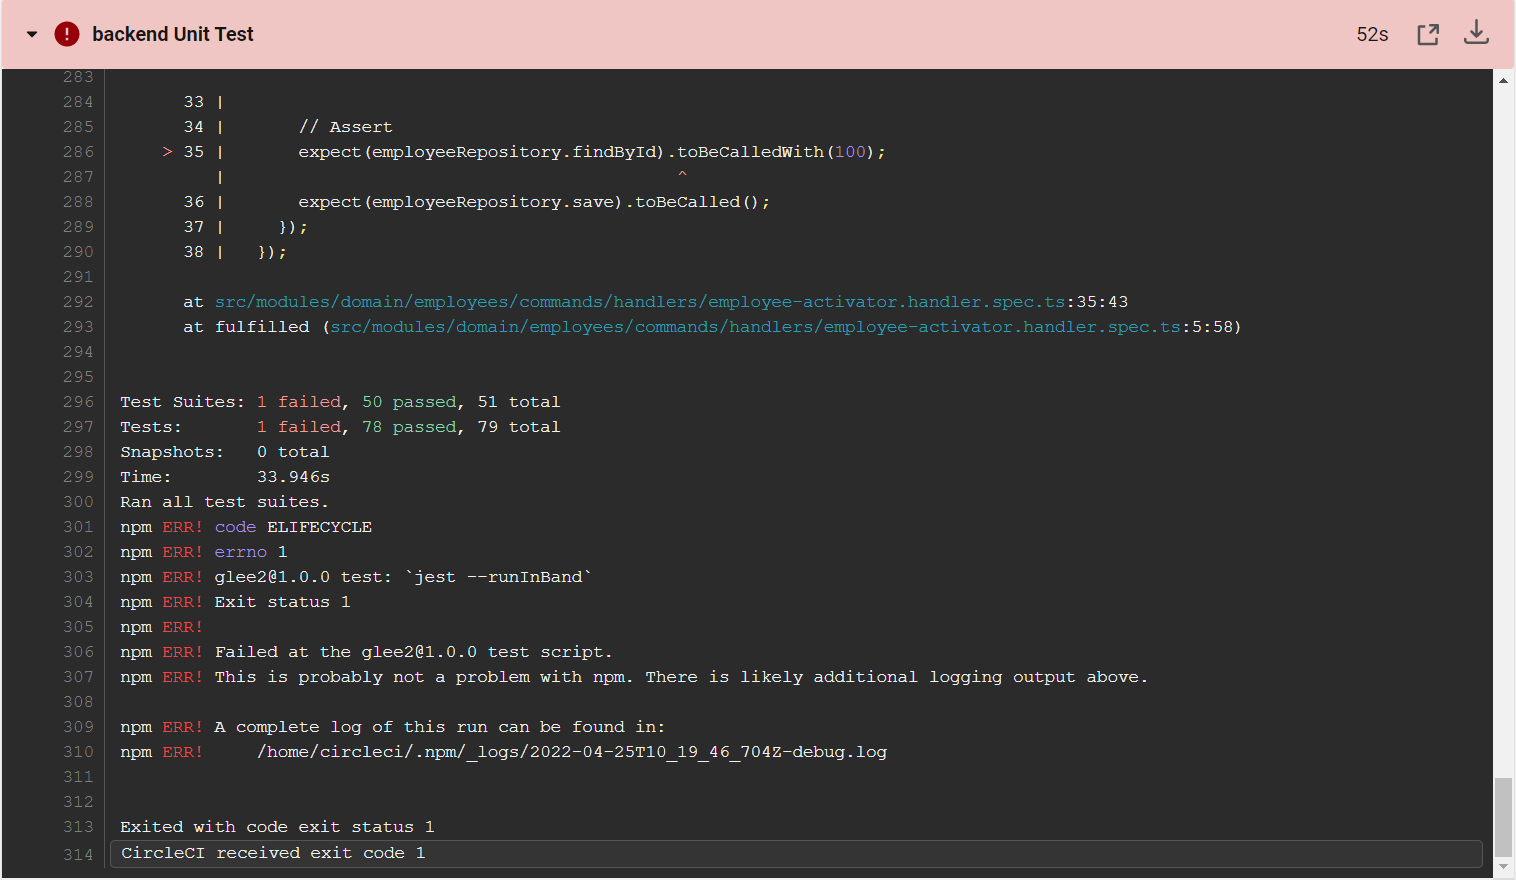 backend Unit Test 52s
283
284 33 |
285 34 | // Assert
286 > 35 | expect(employeeRepository.findById).toBeCalledWith(100);
287 | ^
288 36 | expect(employeeRepository.save).toBeCalled();
289 37 | });
290 38 | });
291
292 at src/modules/domain/employees/commands/handlers/employee-activator.handler.spec.ts:35:43
293 at fulfilled (src/modules/domain/employees/commands/handlers/employee-activator.handler.spec.ts:5:58)
294
295
296 Test Suites: 1 failed, 50 passed, 51 total
297 Tests: 1 failed, 78 passed, 79 total
298 Snapshots: 0 total
299 Time: 33.946s
300 Ran all test suites.
301 npm ERR! code ELIFECYCLE
302 npm ERR! errno 1
303 npm ERR! glee2@1.0.0 test: `jest --runInBand`
304 npm ERR! Exit status 1
305 npm ERR!
306 npm ERR! Failed at the glee2@1.0.0 test script.
307 npm ERR! This is probably not a problem with npm. There is likely additional logging output above.
308
309 npm ERR! A complete log of this run can be found in:
310 npm ERR! /home/circleci/.npm/_logs/2022-04-25T10_19_46_704Z-debug.log
311
312
313 Exited with code exit status 1
314 CircleCI received exit code 1